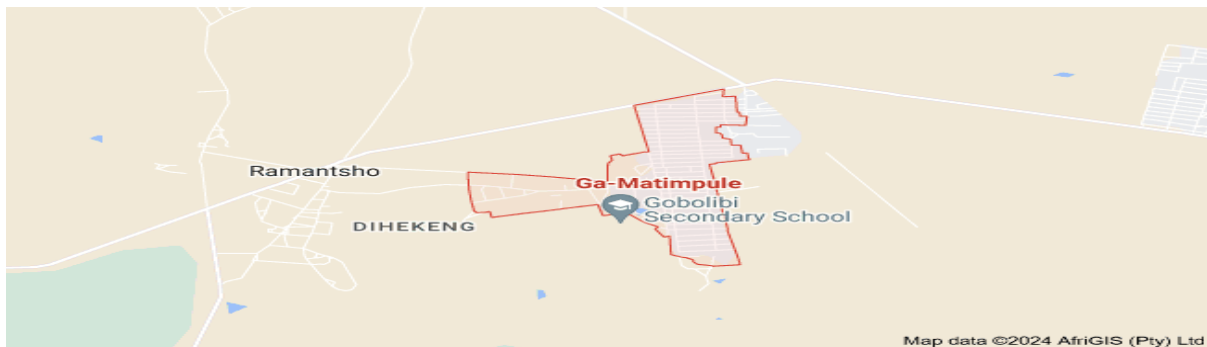 Ramantsho
Ga-Matimpule
Gobolibi
Secondary School
DIHEKENG
Map data ©2024 AfriGIS (Pty) Ltd